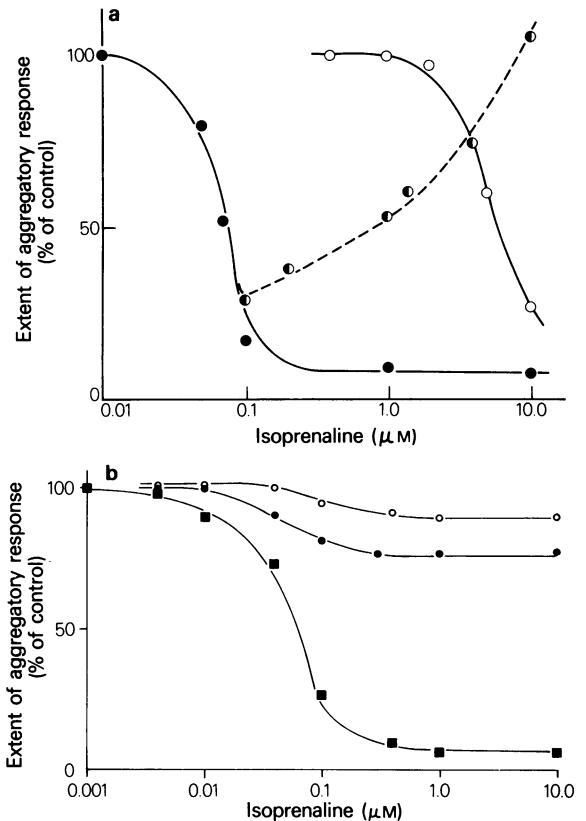 a
Extent of aggregatory response
(% of control)
100
50
0
0.01 0.1 1.0 10.0
Isoprenaline (μM)
b
Extent of aggregatory response
(% of control)
100
50
0
0.001 0.01 0.1 1.0 10.0
Isoprenaline (μM)